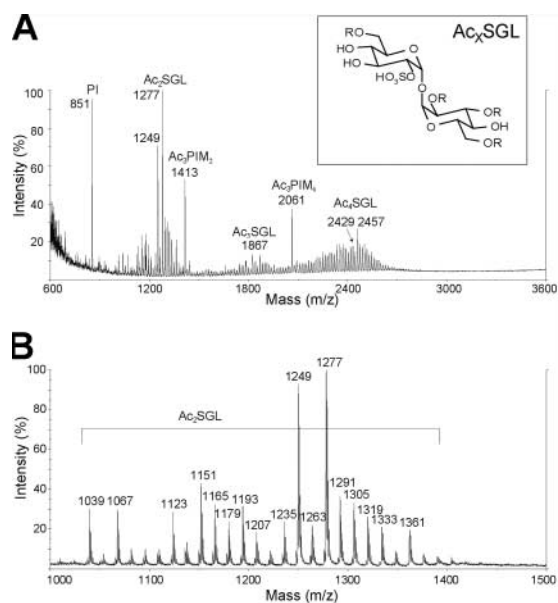 A
AcₓSGL
RO
HO
HO
HO₃SO
O
O
O
OR
OR
OH
OR
PI
851
Ac₂SGL
1277
1249
Ac₃PIM₂
1413
Ac₃SGL
1867
Ac₃PIM₆
2061
Ac₄SGL
2429 2457
Intensity (%)
100
80
60
40
20
600 1200 1800 2400 3000 3600
Mass (m/z)
B
Ac₂SGL
1039
1067
1123
1151
1165
1179
1193
1207
1235
1249
1263
1277
1291
1305
1319
1333
1361
Intensity (%)
100
80
60
40
20
1000 1100 1200 1300 1400 1500
Mass (m/z)